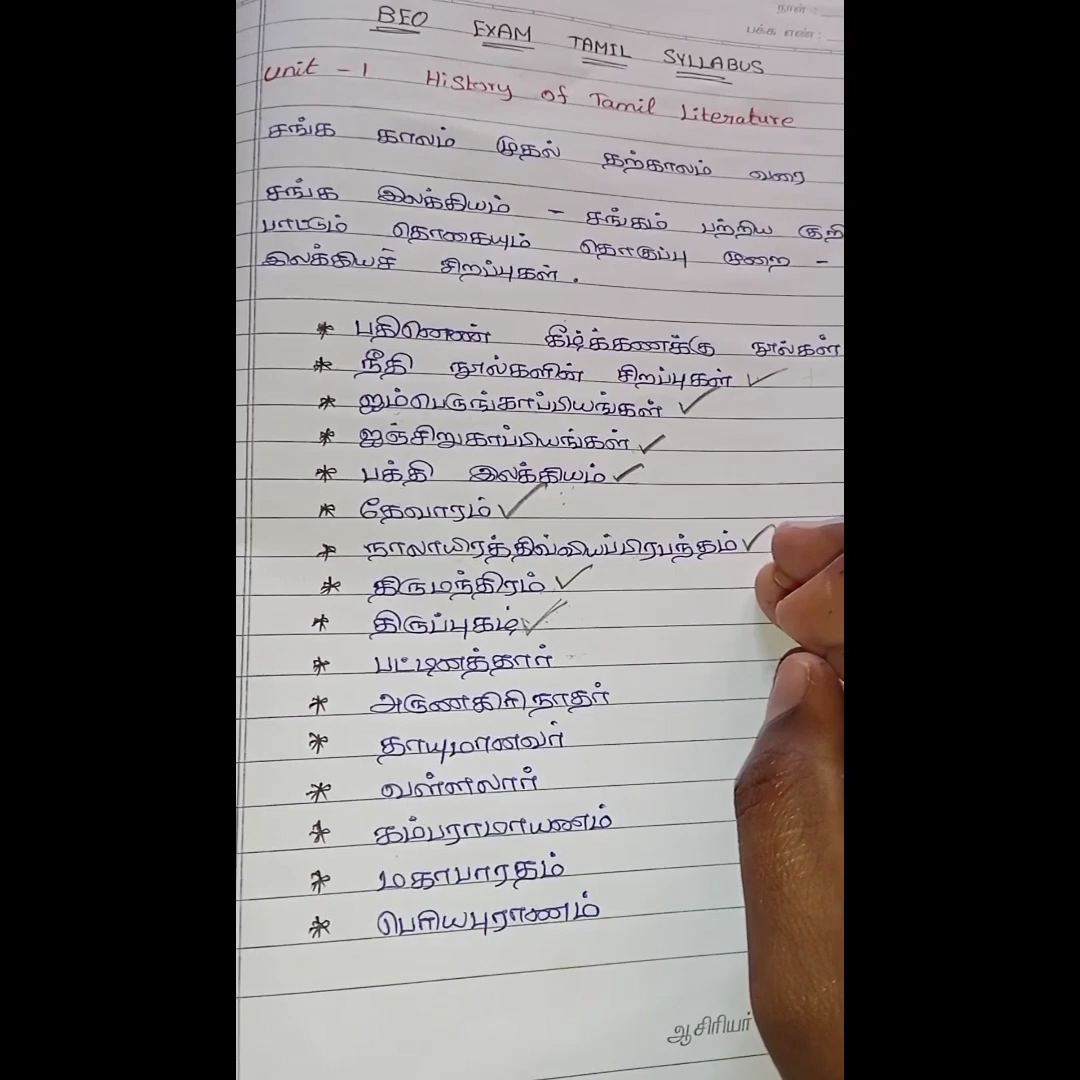 நாள் :
பக்க எண் :
BEO EXAM TAMIL SYLLABUS
Unit - 1 History of Tamil Literature
சங்க காலம் முதல் தற்காலம் வரை
சங்க இலக்கியம் - சங்கம் பற்றிய குறி
பாட்டும் தொகையும் தொகுப்பு முறை -
இலக்கியச் சிறப்புகள்.
* பதினெண் கீழ்க்கணக்கு நூல்கள்
* நீதி நூல்களின் சிறப்புகள் ✓
* ஐம்பெருங்காப்பியங்கள் ✓
* ஐஞ்சிறுகாப்பியங்கள் ✓
* பக்தி இலக்கியம் ✓
* தேவாரம் ✓
* நாலாயிரத்திவ்யைப்பிரபந்தம் ✓
* திருமந்திரம் ✓
* திருப்புகழ் ✓
* பட்டினத்தார்
* அருணகிரிநாதர்
* தாயுமானவர்
* வள்ளலார்
* கம்பராமாயணம்
* மகாபாரதம்
* பெரியபுராணம்
ஆசிரியர்